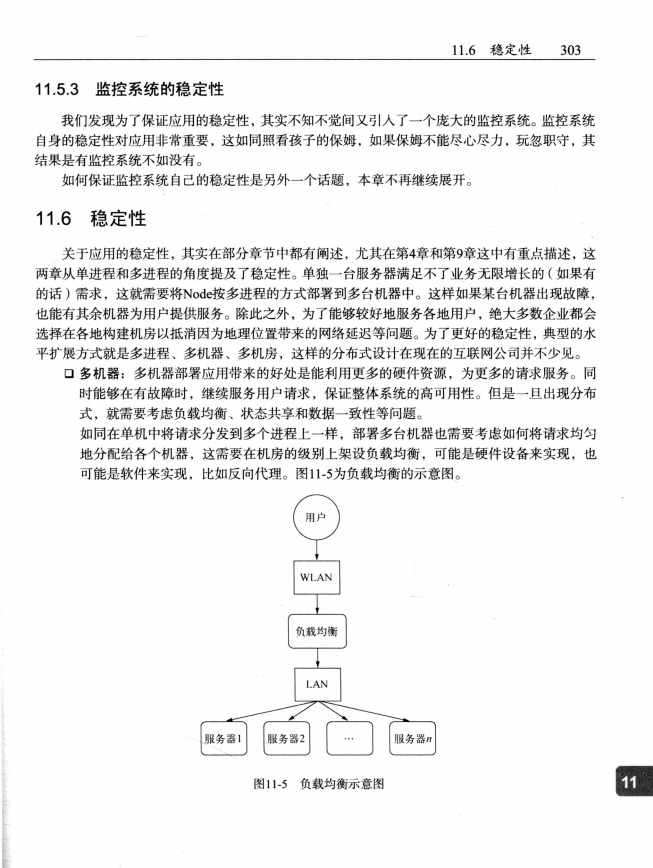 11.6 稳定性 303
11.5.3 监控系统的稳定性
我们发现为了保证应用的稳定性，其实不知不觉间又引入了一个庞大的监控系统。监控系统
自身的稳定性对应用非常重要，这如同照看孩子的保姆，如果保姆不能尽心尽力，玩忽职守，其
结果是有监控系统不如没有。
如何保证监控系统自己的稳定性是另外一个话题，本章不再继续展开。
11.6 稳定性
关于应用的稳定性，其实在部分章节中都有阐述，尤其在第4章和第9章这中有重点描述，这
两章从单进程和多进程的角度提及了稳定性。单独一台服务器满足不了业务无限增长的（如果有
的话）需求，这就需要将Node按多进程的方式部署到多台机器中。这样如果某台机器出现故障，
也能有其余机器为用户提供服务。除此之外，为了能够较好地服务各地用户，绝大多数企业都会
选择在各地构建机房以抵消因为地理位置带来的网络延迟等问题。为了更好的稳定性，典型的水
平扩展方式就是多进程、多机器、多机房，这样的分布式设计在现在的互联网公司并不少见。
❑ 多机器：多机器部署应用带来的好处是能利用更多的硬件资源，为更多的请求服务。同
时能够在有故障时，继续服务用户请求，保证整体系统的高可用性。但是一旦出现分布
式，就需要考虑负载均衡、状态共享和数据一致性等问题。
如同在单机中将请求分发到多个进程上一样，部署多台机器也需要考虑如何将请求均匀
地分配给各个机器，这需要在机房的级别上架设负载均衡，可能是硬件设备来实现，也
可能是软件来实现，比如反向代理。图11-5为负载均衡的示意图。
用户
WLAN
负载均衡
LAN
服务器1 服务器2 … 服务器n
图11-5 负载均衡示意图
11